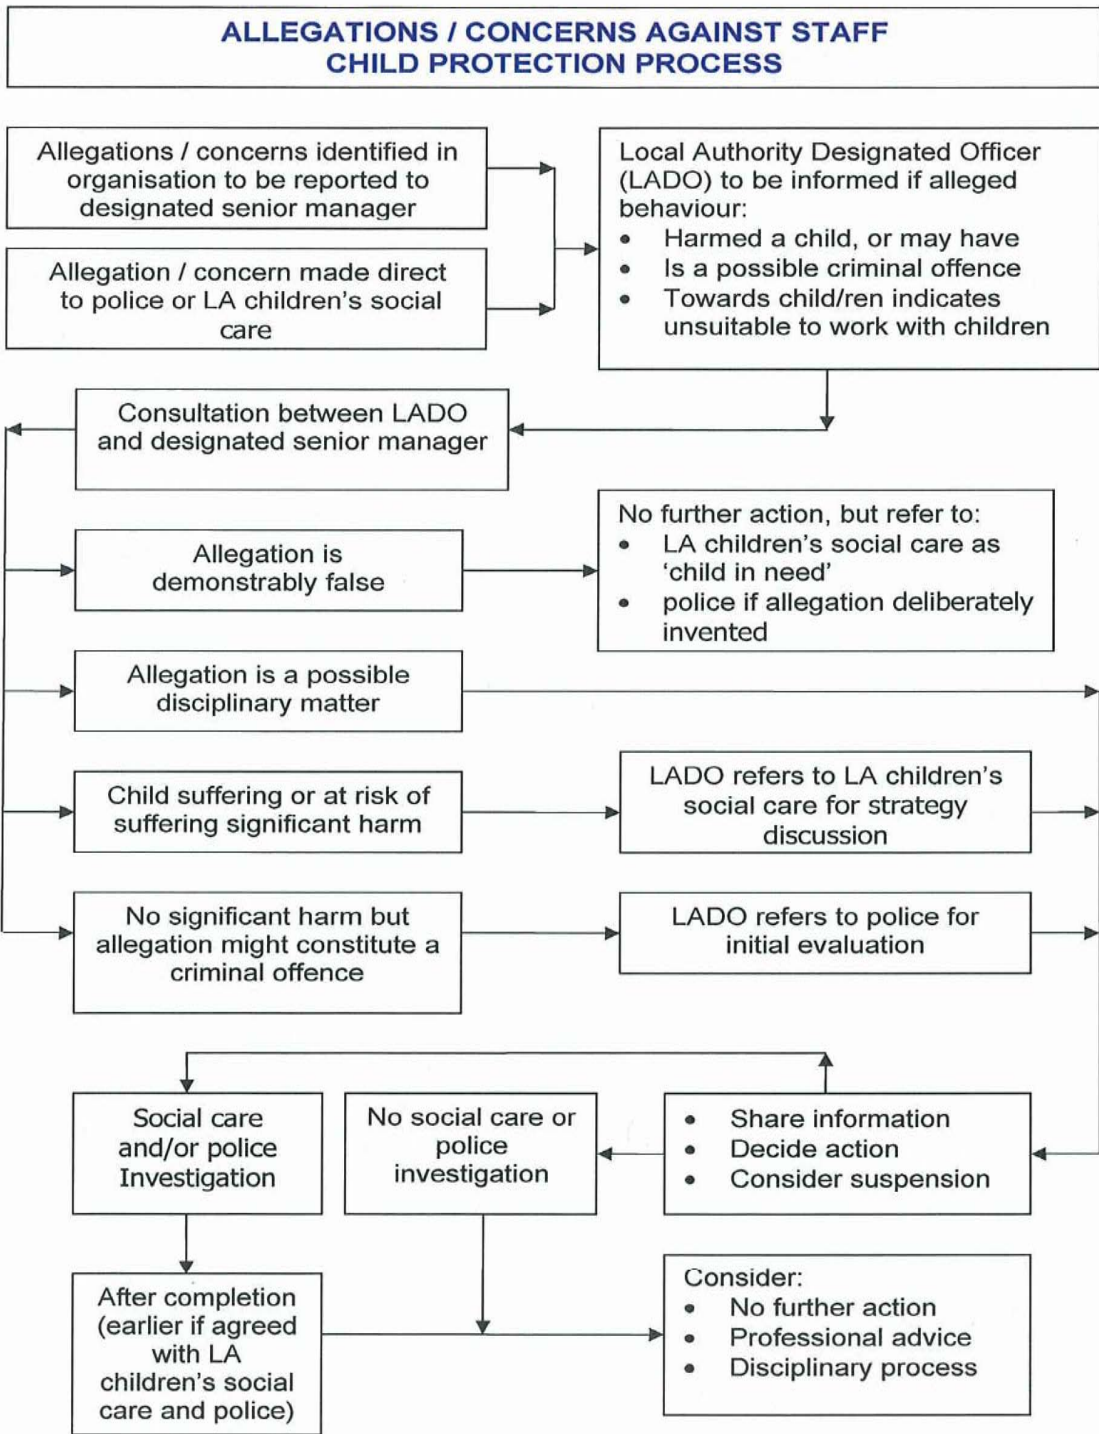 ALLEGATIONS / CONCERNS AGAINST STAFF
CHILD PROTECTION PROCESS
Allegations / concerns identified in
organisation to be reported to
designated senior manager
Allegation / concern made direct
to police or LA children's social
care
Local Authority Designated Officer
(LADO) to be informed if alleged
behaviour:
• Harmed a child, or may have
• Is a possible criminal offence
• Towards child/ren indicates
unsuitable to work with children
Consultation between LADO
and designated senior manager
Allegation is
demonstrably false
No further action, but refer to:
• LA children's social care as
'child in need'
• police if allegation deliberately
invented
Allegation is a possible
disciplinary matter
Child suffering or at risk of
suffering significant harm
LADO refers to LA children's
social care for strategy
discussion
No significant harm but
allegation might constitute a
criminal offence
LADO refers to police for
initial evaluation
Social care
and/or police
Investigation
No social care or
police
investigation
• Share information
• Decide action
• Consider suspension
After completion
(earlier if agreed
with LA
children's social
care and police)
Consider:
• No further action
• Professional advice
• Disciplinary process